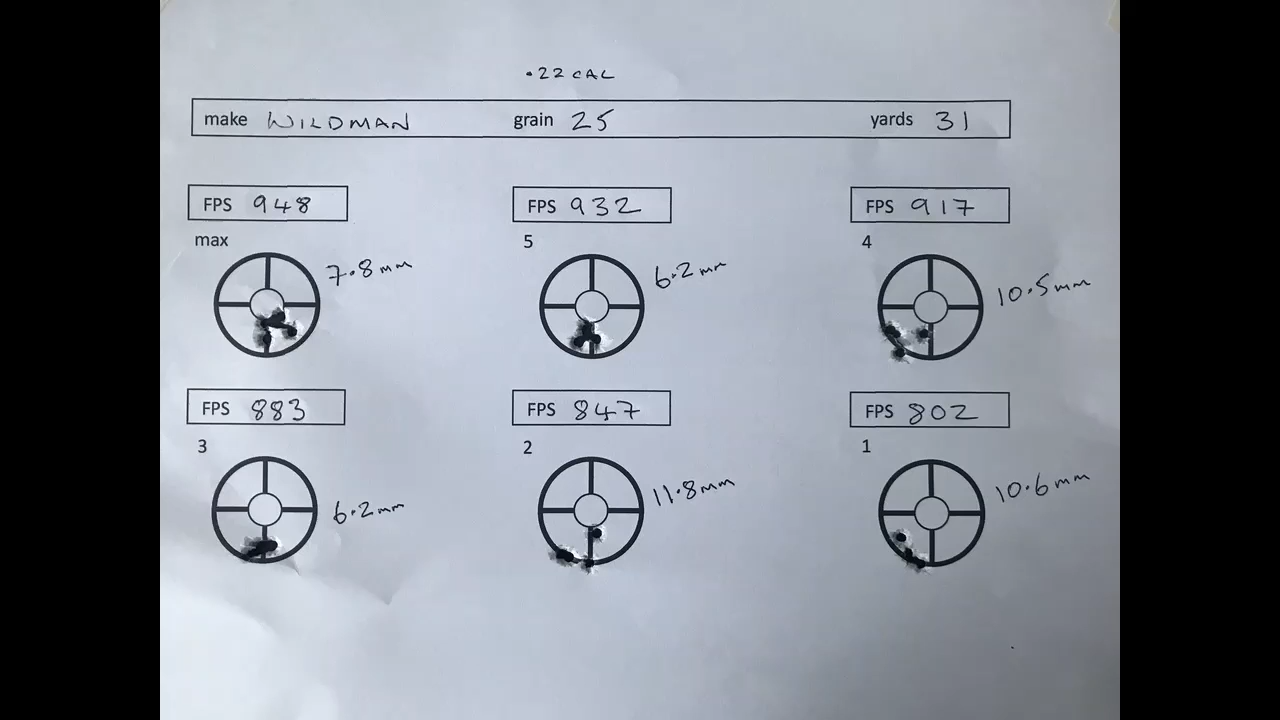 .22 CAL
make WILDMAN grain 25 yards 31
FPS 948 FPS 932 FPS 917
max 5 4
7.8mm 6.2mm 10.5mm
FPS 883 FPS 847 FPS 802
3 2 1
6.2mm 11.8mm 10.6mm